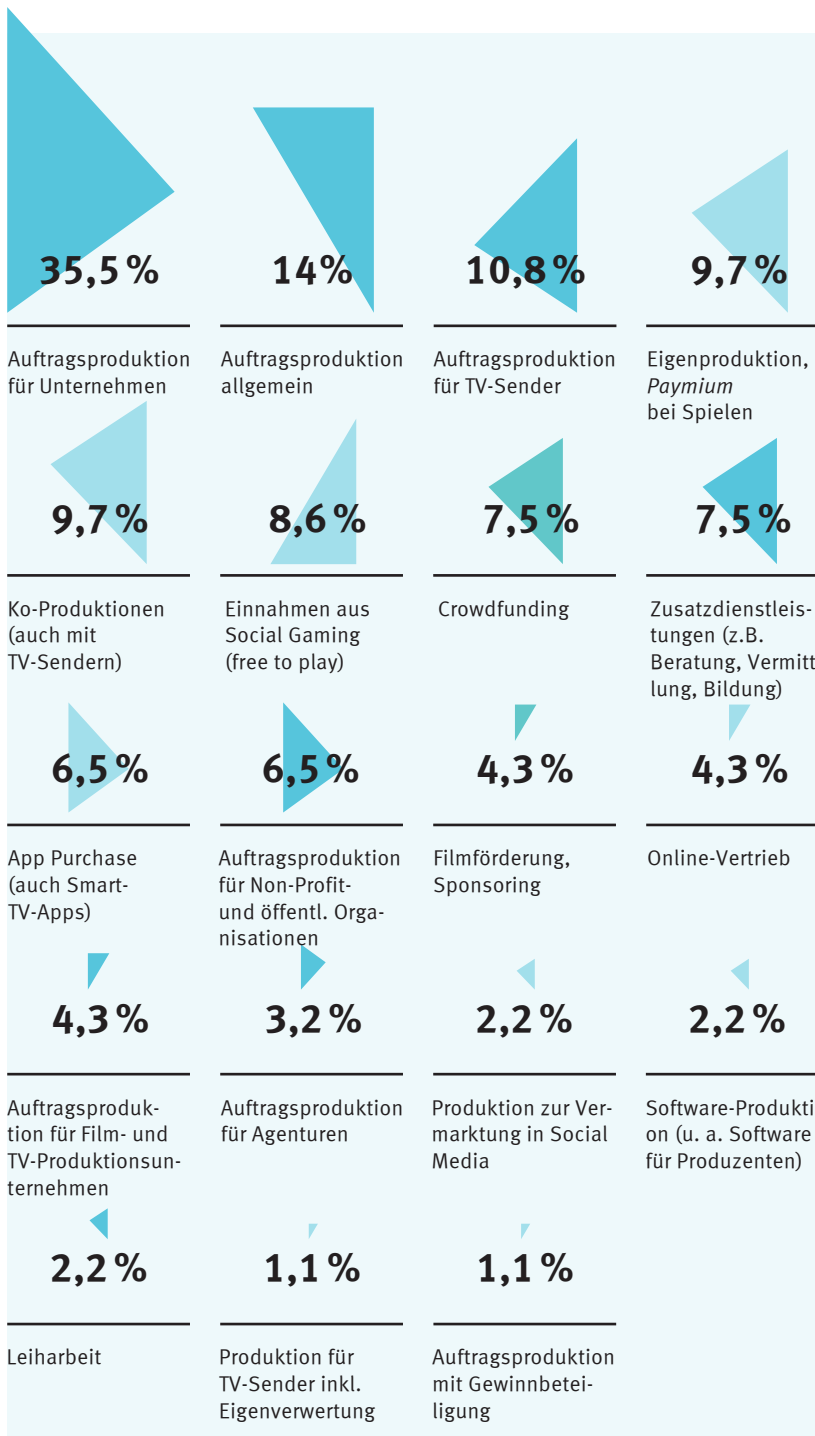 35,5 %
Auftragsproduktion
für Unternehmen
14%
Auftragsproduktion
allgemein
10,8 %
Auftragsproduktion
für TV-Sender
9,7 %
Eigenproduktion,
Paymium
bei Spielen
9,7 %
Ko-Produktionen
(auch mit
TV-Sendern)
8,6 %
Einnahmen aus
Social Gaming
(free to play)
7,5 %
Crowdfunding
7,5 %
Zusatzdienstleis-
tungen (z.B.
Beratung, Vermitt
lung, Bildung)
6,5 %
App Purchase
(auch Smart-
TV-Apps)
6,5 %
Auftragsproduktion
für Non-Profit-
und öffentl. Orga-
nisationen
4,3 %
Filmförderung,
Sponsoring
4,3 %
Online-Vertrieb
4,3 %
Auftragsproduk-
tion für Film- und
TV-Produktionsun-
ternehmen
3,2 %
Auftragsproduktion
für Agenturen
2,2 %
Produktion zur Ver-
marktung in Social
Media
2,2 %
Software-Produkti
on (u. a. Software
für Produzenten)
2,2 %
Leiharbeit
1,1 %
Produktion für
TV-Sender inkl.
Eigenverwertung
1,1 %
Auftragsproduktion
mit Gewinnbetei-
ligung